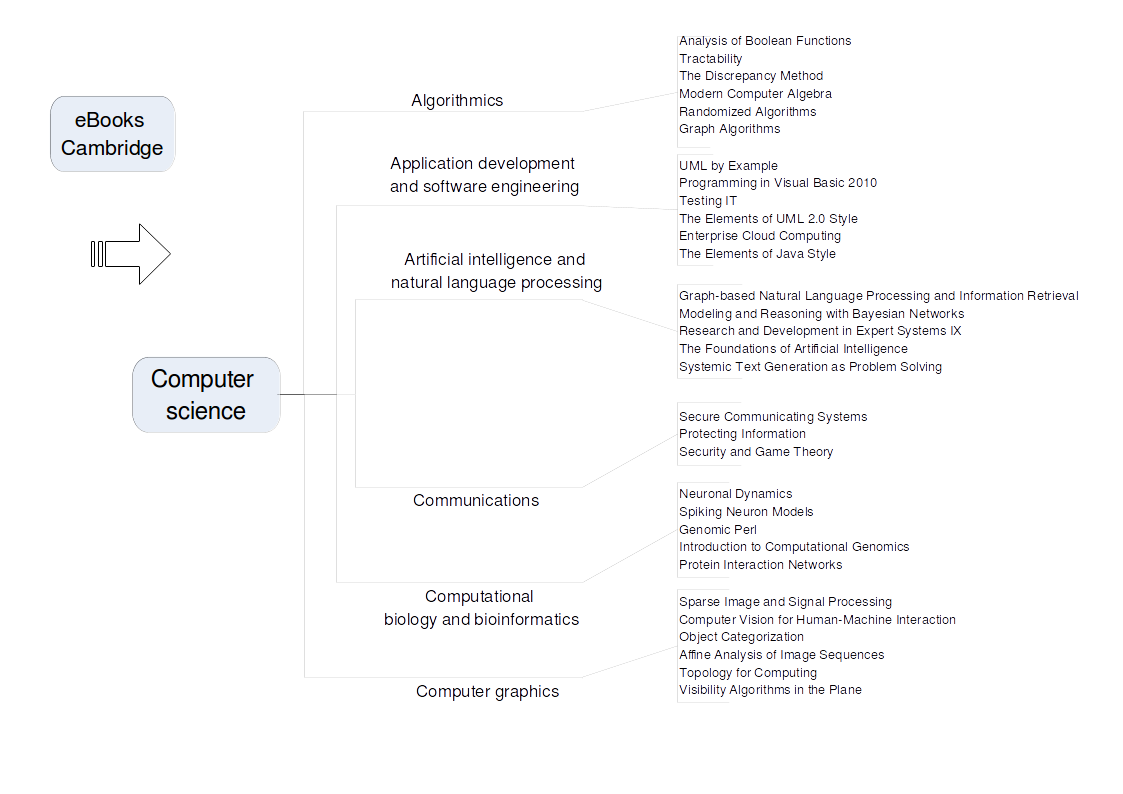 eBooks
Cambridge
Computer
science
Algorithmics
Analysis of Boolean Functions
Tractability
The Discrepancy Method
Modern Computer Algebra
Randomized Algorithms
Graph Algorithms
Application development
and software engineering
UML by Example
Programming in Visual Basic 2010
Testing IT
The Elements of UML 2.0 Style
Enterprise Cloud Computing
The Elements of Java Style
Artificial intelligence and
natural language processing
Graph-based Natural Language Processing and Information Retrieval
Modeling and Reasoning with Bayesian Networks
Research and Development in Expert Systems IX
The Foundations of Artificial Intelligence
Systemic Text Generation as Problem Solving
Communications
Secure Communicating Systems
Protecting Information
Security and Game Theory
Computational
biology and bioinformatics
Neuronal Dynamics
Spiking Neuron Models
Genomic Perl
Introduction to Computational Genomics
Protein Interaction Networks
Computer graphics
Sparse Image and Signal Processing
Computer Vision for Human-Machine Interaction
Object Categorization
Affine Analysis of Image Sequences
Topology for Computing
Visibility Algorithms in the Plane